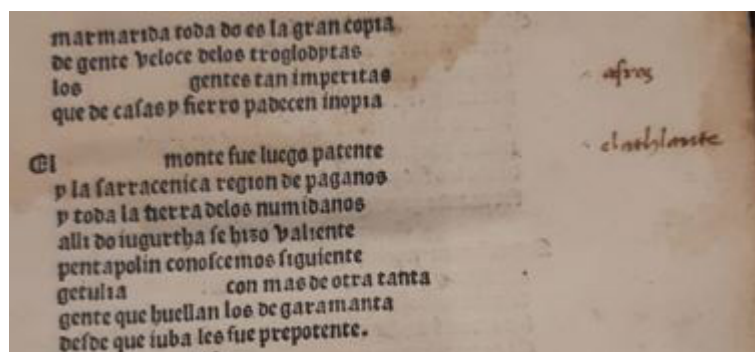 marmarida toda do es la gran copia
de gente veloce delos trogloditas
los gentes tan imperitas
afros
que de casas y fierro padecen inopia
El monte fue luego patente
el athlante
y la sarracenica region de paganos
y toda la tierra delos numidanos
alli do iugurtha se hizo valiente
pentapolin conoscemos siguiente
getulia con mas de otra tanta
gente que huellan los de garamanta
desde que iuba les fue prepotente.